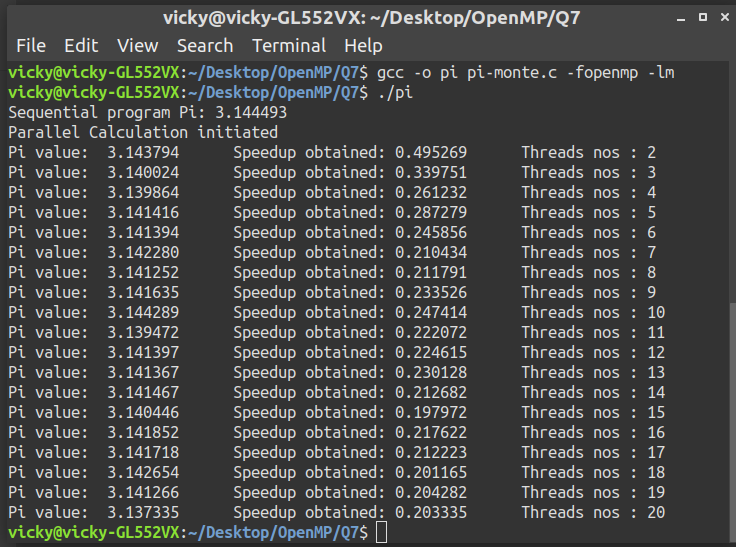 vicky@vicky-GL552VX: ~/Desktop/OpenMP/Q7
File Edit View Search Terminal Help
vicky@vicky-GL552VX:~/Desktop/OpenMP/Q7$ gcc -o pi pi-monte.c -fopenmp -lm
vicky@vicky-GL552VX:~/Desktop/OpenMP/Q7$ ./pi
Sequential program Pi: 3.144493
Parallel Calculation initiated
Pi value:  3.143794      Speedup obtained: 0.495269      Threads nos : 2
Pi value:  3.140024      Speedup obtained: 0.339751      Threads nos : 3
Pi value:  3.139864      Speedup obtained: 0.261232      Threads nos : 4
Pi value:  3.141416      Speedup obtained: 0.287279      Threads nos : 5
Pi value:  3.141394      Speedup obtained: 0.245856      Threads nos : 6
Pi value:  3.142280      Speedup obtained: 0.210434      Threads nos : 7
Pi value:  3.141252      Speedup obtained: 0.211791      Threads nos : 8
Pi value:  3.141635      Speedup obtained: 0.233526      Threads nos : 9
Pi value:  3.144289      Speedup obtained: 0.247414      Threads nos : 10
Pi value:  3.139472      Speedup obtained: 0.222072      Threads nos : 11
Pi value:  3.141397      Speedup obtained: 0.224615      Threads nos : 12
Pi value:  3.141367      Speedup obtained: 0.230128      Threads nos : 13
Pi value:  3.141467      Speedup obtained: 0.212682      Threads nos : 14
Pi value:  3.140446      Speedup obtained: 0.197972      Threads nos : 15
Pi value:  3.141852      Speedup obtained: 0.217622      Threads nos : 16
Pi value:  3.141718      Speedup obtained: 0.212223      Threads nos : 17
Pi value:  3.142654      Speedup obtained: 0.201165      Threads nos : 18
Pi value:  3.141266      Speedup obtained: 0.204282      Threads nos : 19
Pi value:  3.137335      Speedup obtained: 0.203335      Threads nos : 20
vicky@vicky-GL552VX:~/Desktop/OpenMP/Q7$